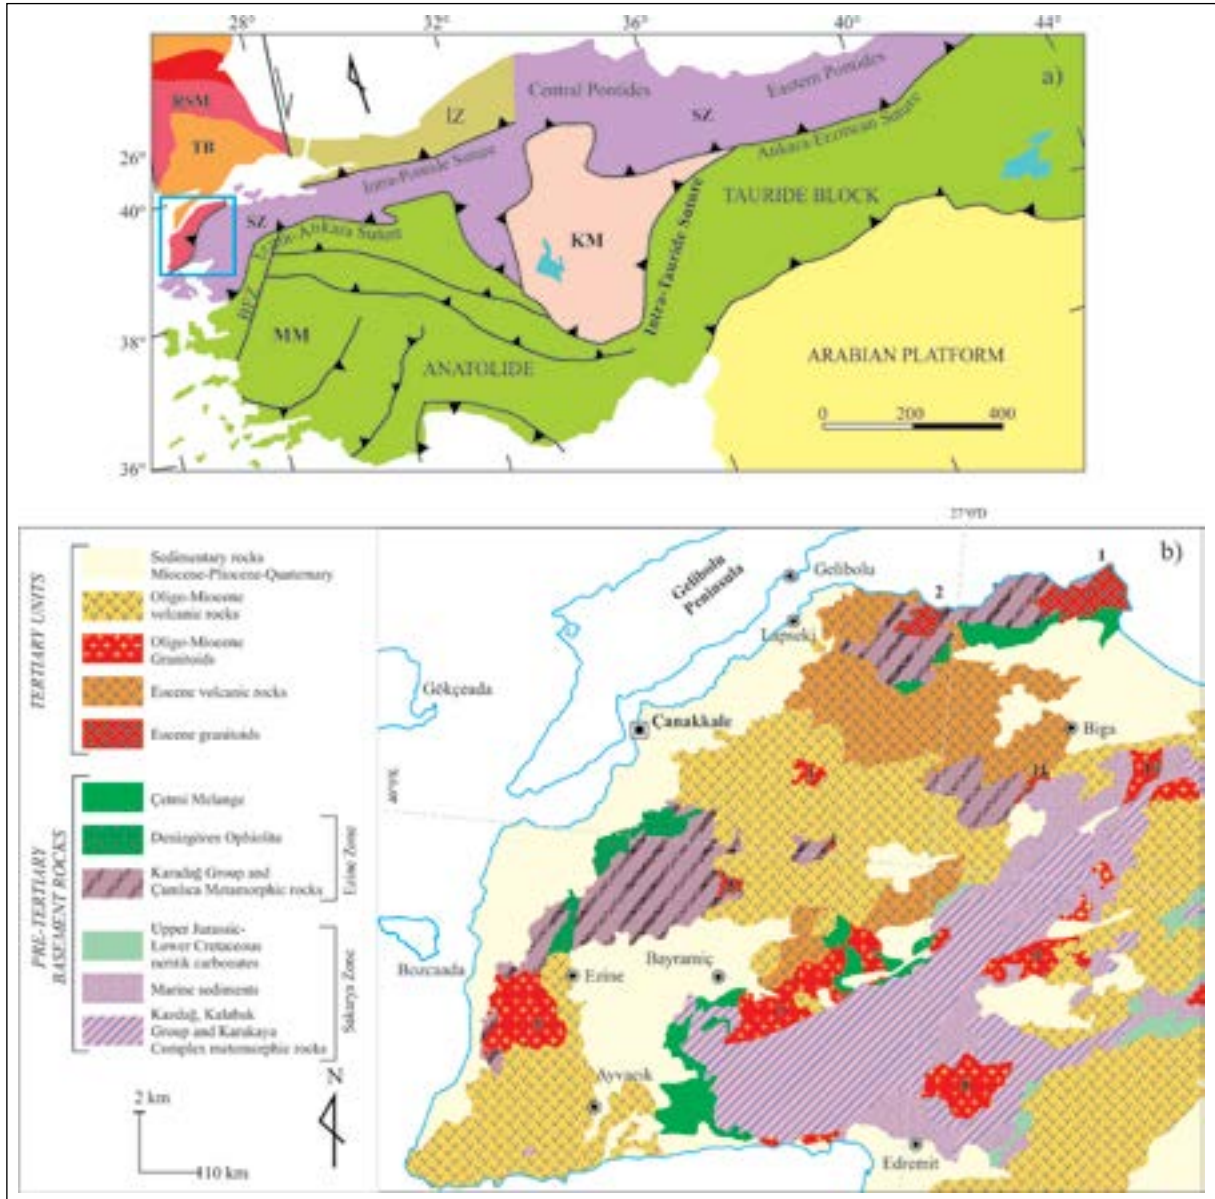 28° 32° 36° 40° 44°
a)
Central Pontides
Eastern Pontides
RSM
IZ
SZ
TB
26°
Intra-Pontide Suture
Ankara Erzincan Suture
40°
TAURIDE BLOCK
SZ
Izmir-Ankara Suture
KM
Intra-Tauride Suture
BFZ
MM
38°
ANATOLIDE
ARABIAN PLATFORM
0 200 400
36°
27°0'D
b)
TERTIARY UNITS
Sedimentary rocks
Miocene-Pliocene-Quaternary
Oligo-Miocene
volcanic rocks
Oligo-Miocene
Granitoids
Eocene volcanic rocks
Eocene granitoids
PRE-TERTIARY
BASEMENT ROCKS
Çetmi Melange
Denizgören Ophiolite
Karadağ Group and
Çamlıca Metamorphic rocks
Ezine Zone
Upper Jurassic-
Lower Cretaceous
neritik carbonates
Marine sediments
Kazdağ, Kalabak
Group and Karakaya
Complex metamorphic rocks
Sakarya Zone
2 km
10 km
N
1
2
Gelibolu
Peninsula
Gelibolu
Lapseki
Gökçeada
Çanakkale
Biga
Bozcaada
Ezine
Bayramiç
Ayvacık
Edremit